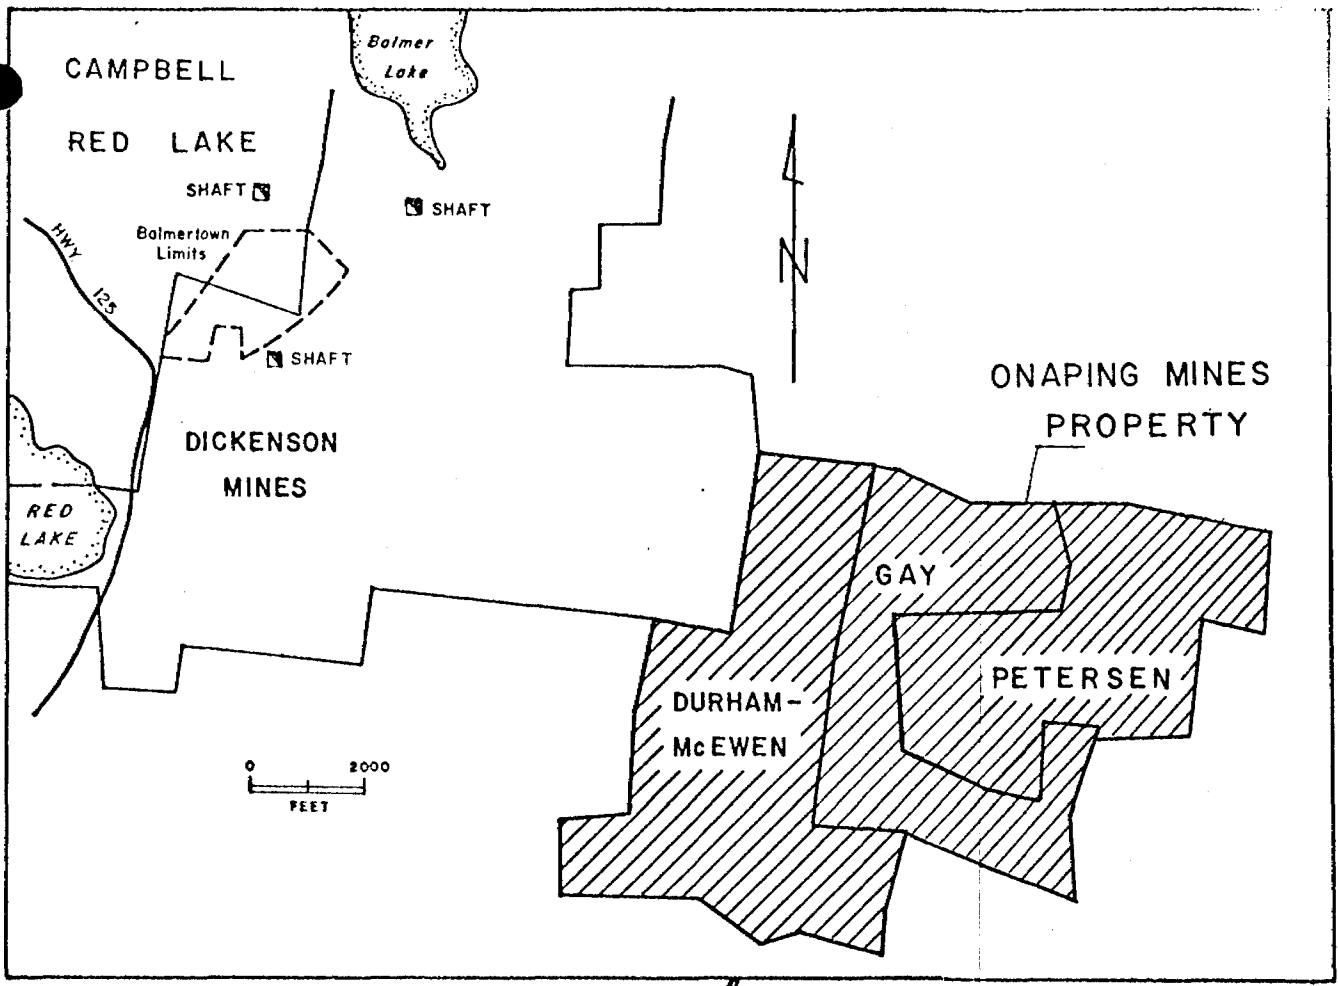 Balmer
Lake
CAMPBELL
RED LAKE
SHAFT
SHAFT
Balmertown
Limits
HWY. 125
N
SHAFT
ONAPING MINES
PROPERTY
DICKENSON
MINES
RED
LAKE
GAY
PETERSEN
DURHAM-
McEWEN
0 2000
FEET